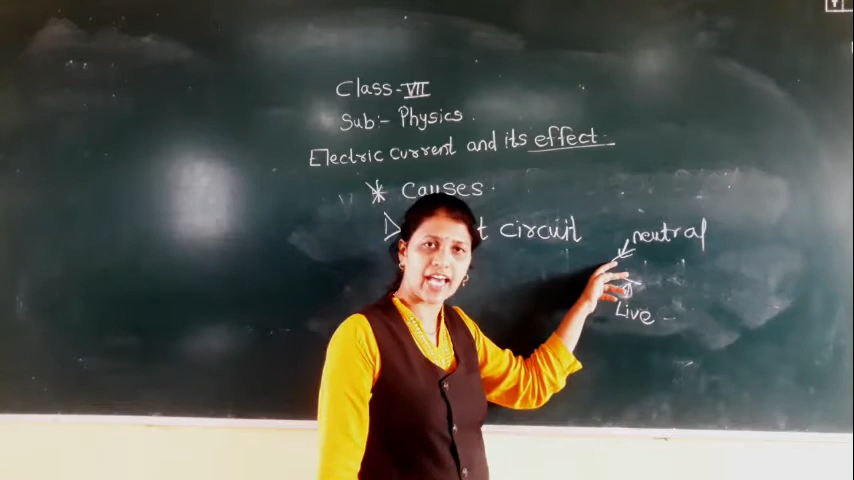 Class-VII
Sub:- Physics.
Electric current and its effect.
* Causes.
circuit
neutral
Live